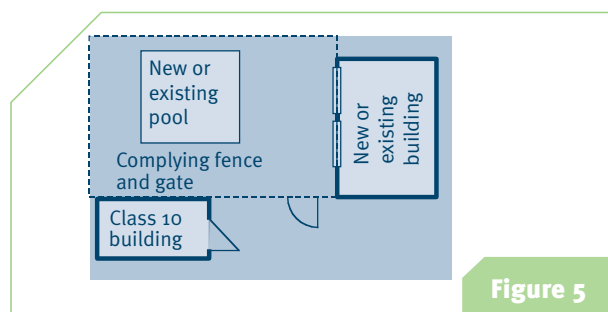 New or
existing
pool
New or
existing
building
Complying fence
and gate
Class 10
building
Figure 5